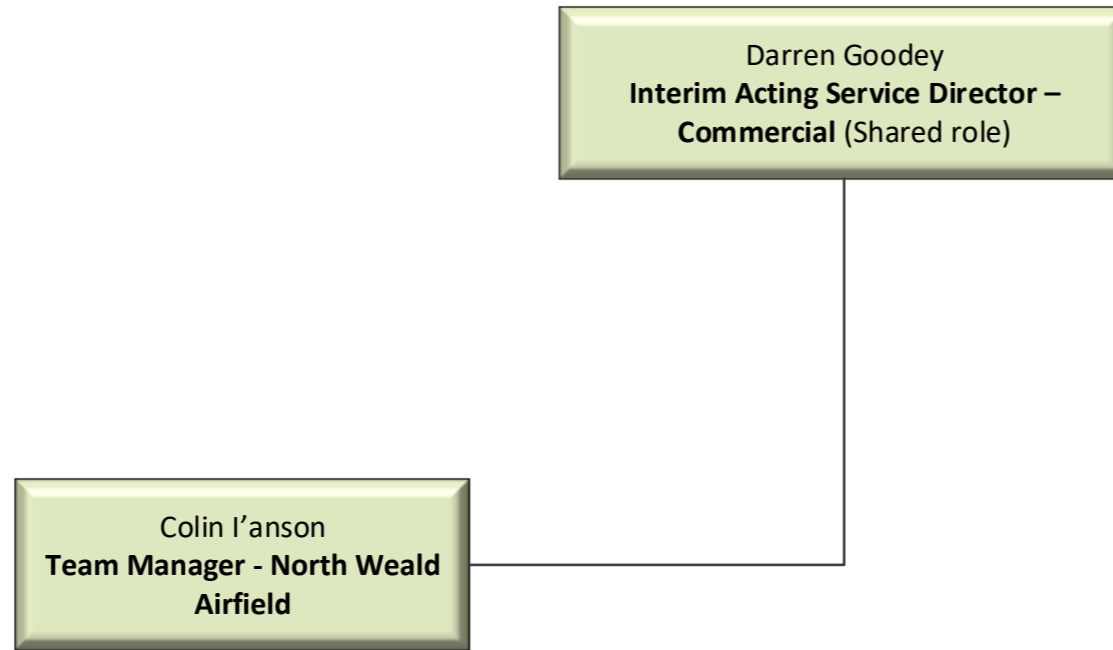 Darren Goodey
Interim Acting Service Director –
Commercial (Shared role)
Colin I’anson
Team Manager - North Weald
Airfield